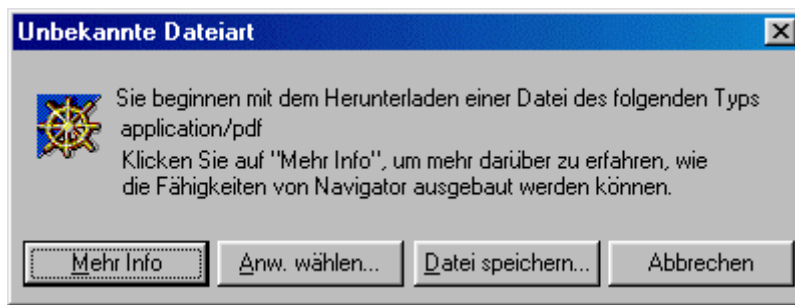 Unbekannte Dateiart
Sie beginnen mit dem Herunterladen einer Datei des folgenden Typs
application/pdf
Klicken Sie auf "Mehr Info", um mehr darüber zu erfahren, wie
die Fähigkeiten von Navigator ausgebaut werden können.
Mehr Info Anw. wählen... Datei speichern... Abbrechen